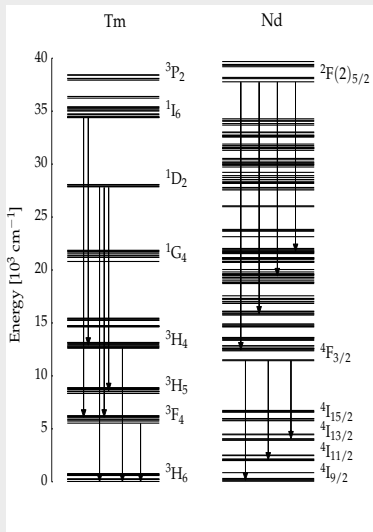 Tm
Nd
Energy [10³ cm⁻¹]
40
35
30
25
20
15
10
5
0
³P₂
¹I₆
¹D₂
¹G₄
³H₄
³H₅
³F₄
³H₆
²F(2)₅/₂
⁴F₃/₂
⁴I₁₅/₂
⁴I₁₃/₂
⁴I₁₁/₂
⁴I₉/₂